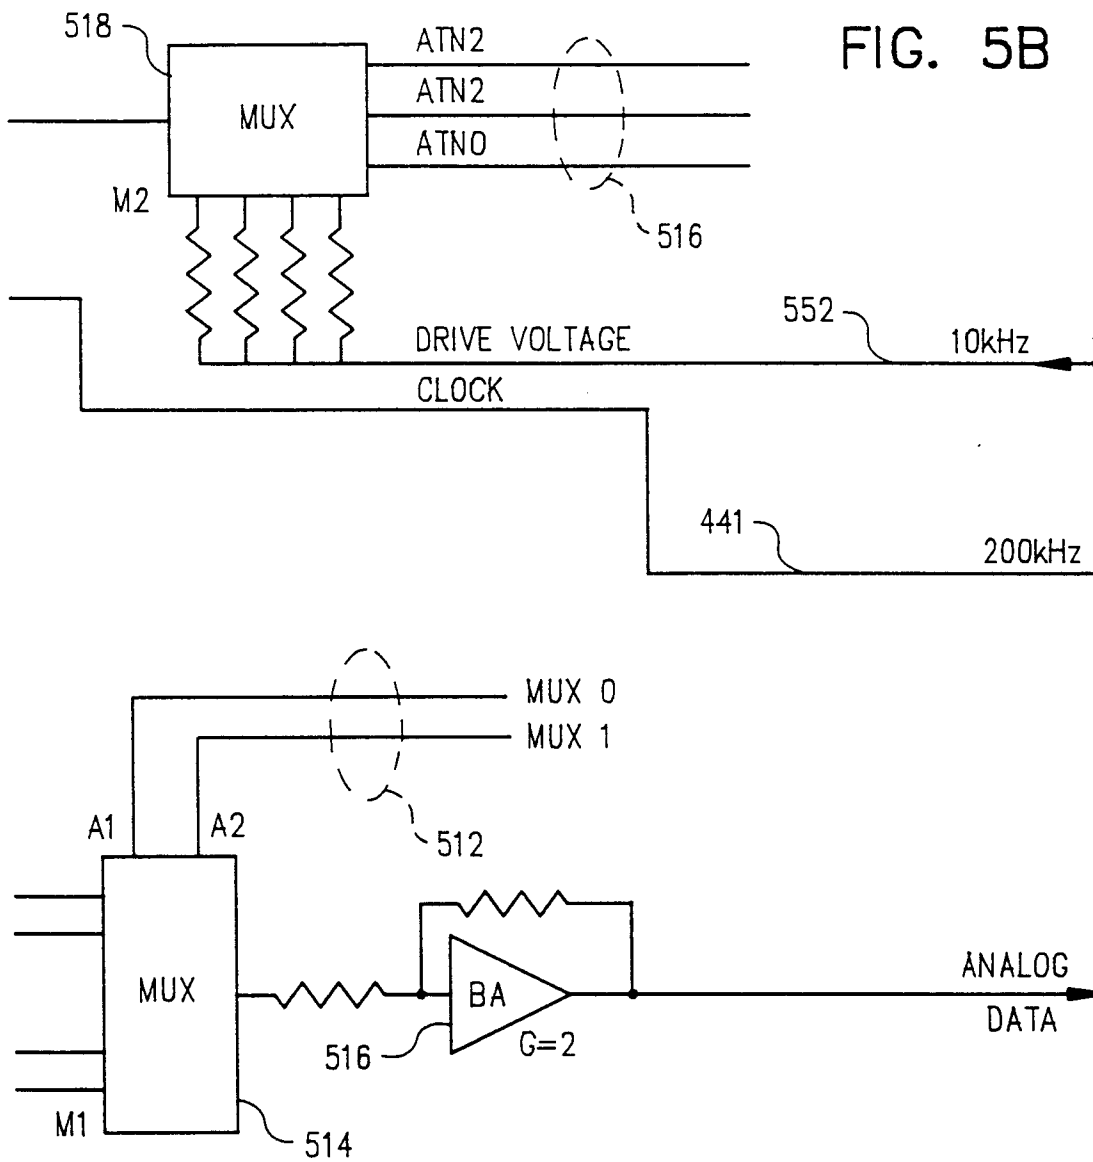 FIG. 5B
518
ATN2
MUX
ATN2
ATN0
M2
516
552
DRIVE VOLTAGE
10kHz
CLOCK
441
200kHz
MUX 0
MUX 1
A1
A2
512
MUX
BA
ANALOG
DATA
516
G=2
M1
514